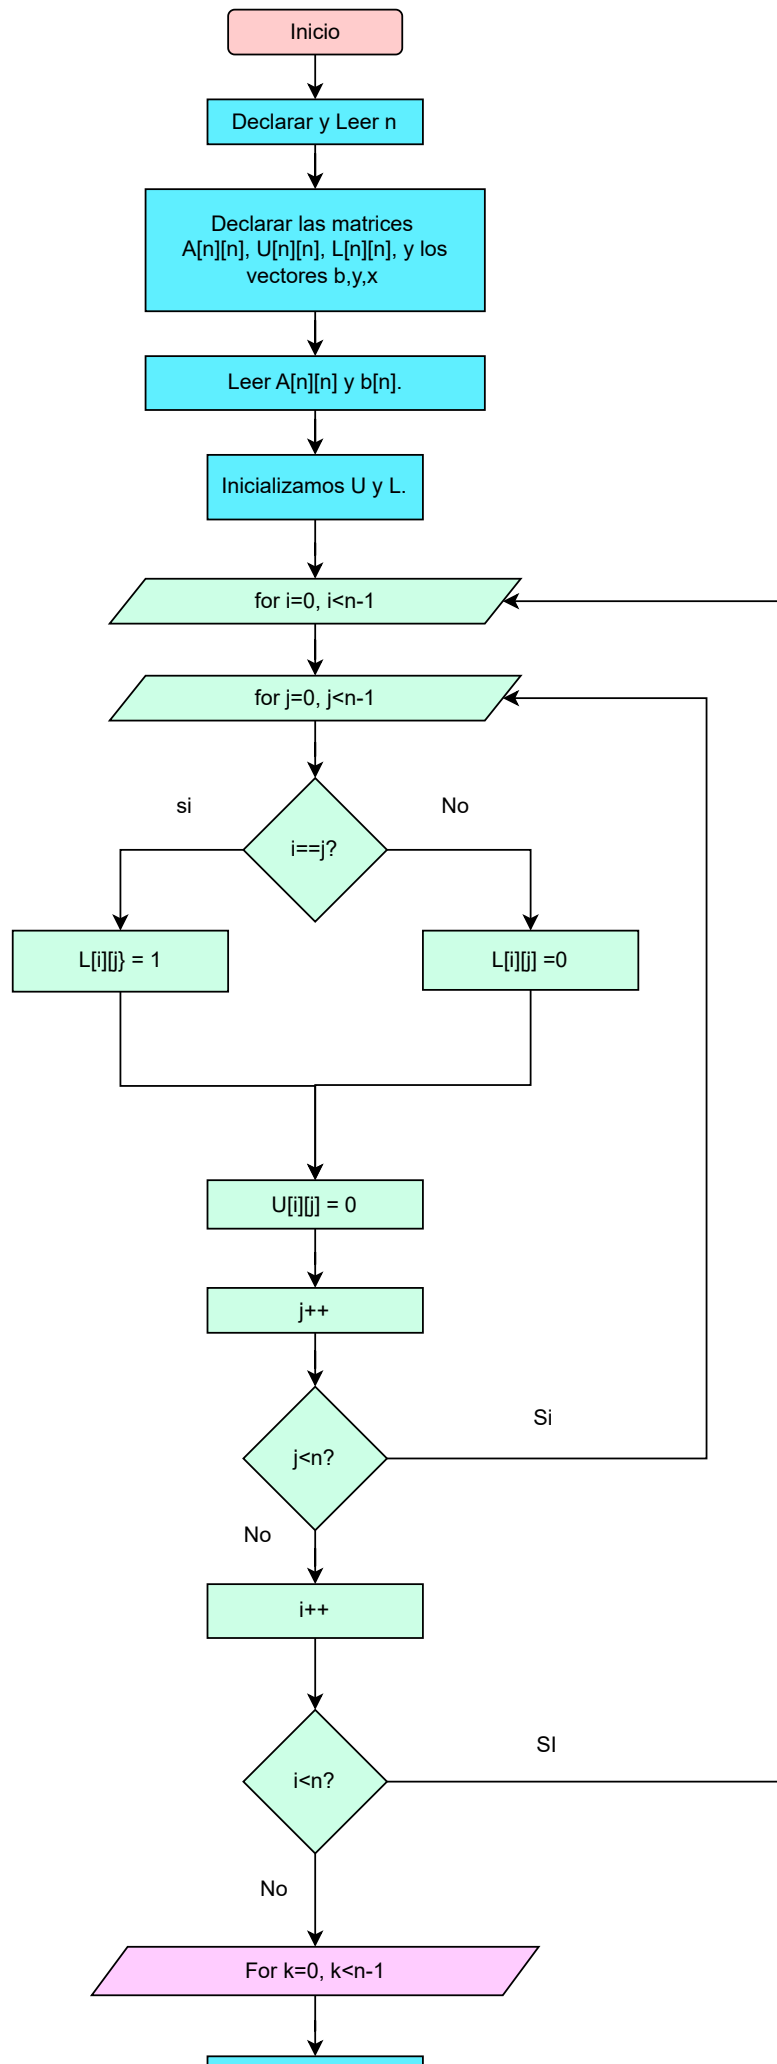 Inicio
Declarar y Leer n
Declarar las matrices
A[n][n], U[n][n], L[n][n], y los
vectores b,y,x
Leer A[n][n] y b[n].
Inicializamos U y L.
for i=0, i<n-1
for j=0, j<n-1
si
No
i==j?
L[i][j} = 1
L[i][j] =0
U[i][j] = 0
j++
Si
j<n?
No
i++
SI
i<n?
No
For k=0, k<n-1